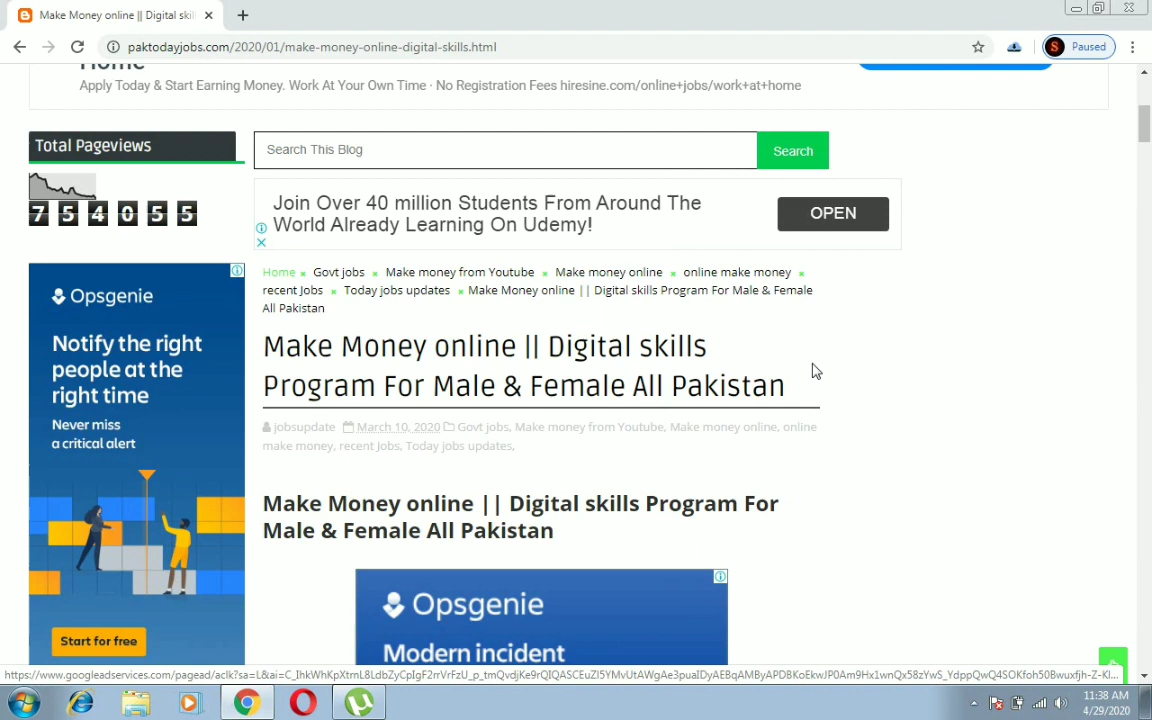 Make Money online || Digital skil
paktodayjobs.com/2020/01/make-money-online-digital-skills.html
S
Paused
Home
Apply Today & Start Earning Money. Work At Your Own Time · No Registration Fees hiresine.com/online+jobs/work+at+home
Total Pageviews
Search This Blog
Search
754055
Join Over 40 million Students From Around The
World Already Learning On Udemy!
OPEN
Home × Govt jobs × Make money from Youtube × Make money online × online make money ×
recent Jobs × Today jobs updates × Make Money online || Digital skills Program For Male & Female
All Pakistan
Make Money online || Digital skills
Program For Male & Female All Pakistan
jobsupdate March 10, 2020 Govt jobs, Make money from Youtube, Make money online, online
make money, recent Jobs, Today jobs updates,
Make Money online || Digital skills Program For
Male & Female All Pakistan
Opsgenie
Notify the right
people at the
right time
Never miss
a critical alert
Start for free
Opsgenie
Modern incident
11:38 AM
4/29/2020